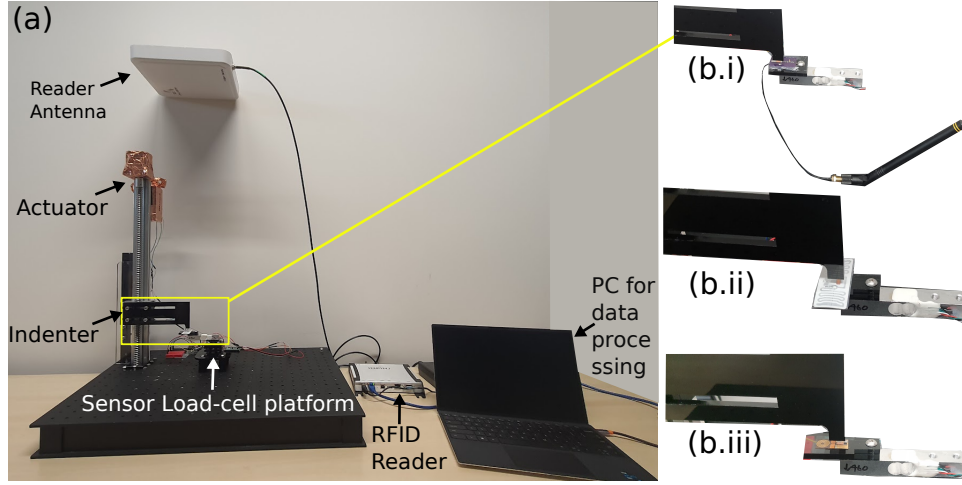 (a)
Reader
Antenna
Actuator
Indenter
Sensor Load-cell platform
RFID
Reader
PC for
data
proce
ssing
(b.i)
(b.ii)
(b.iii)